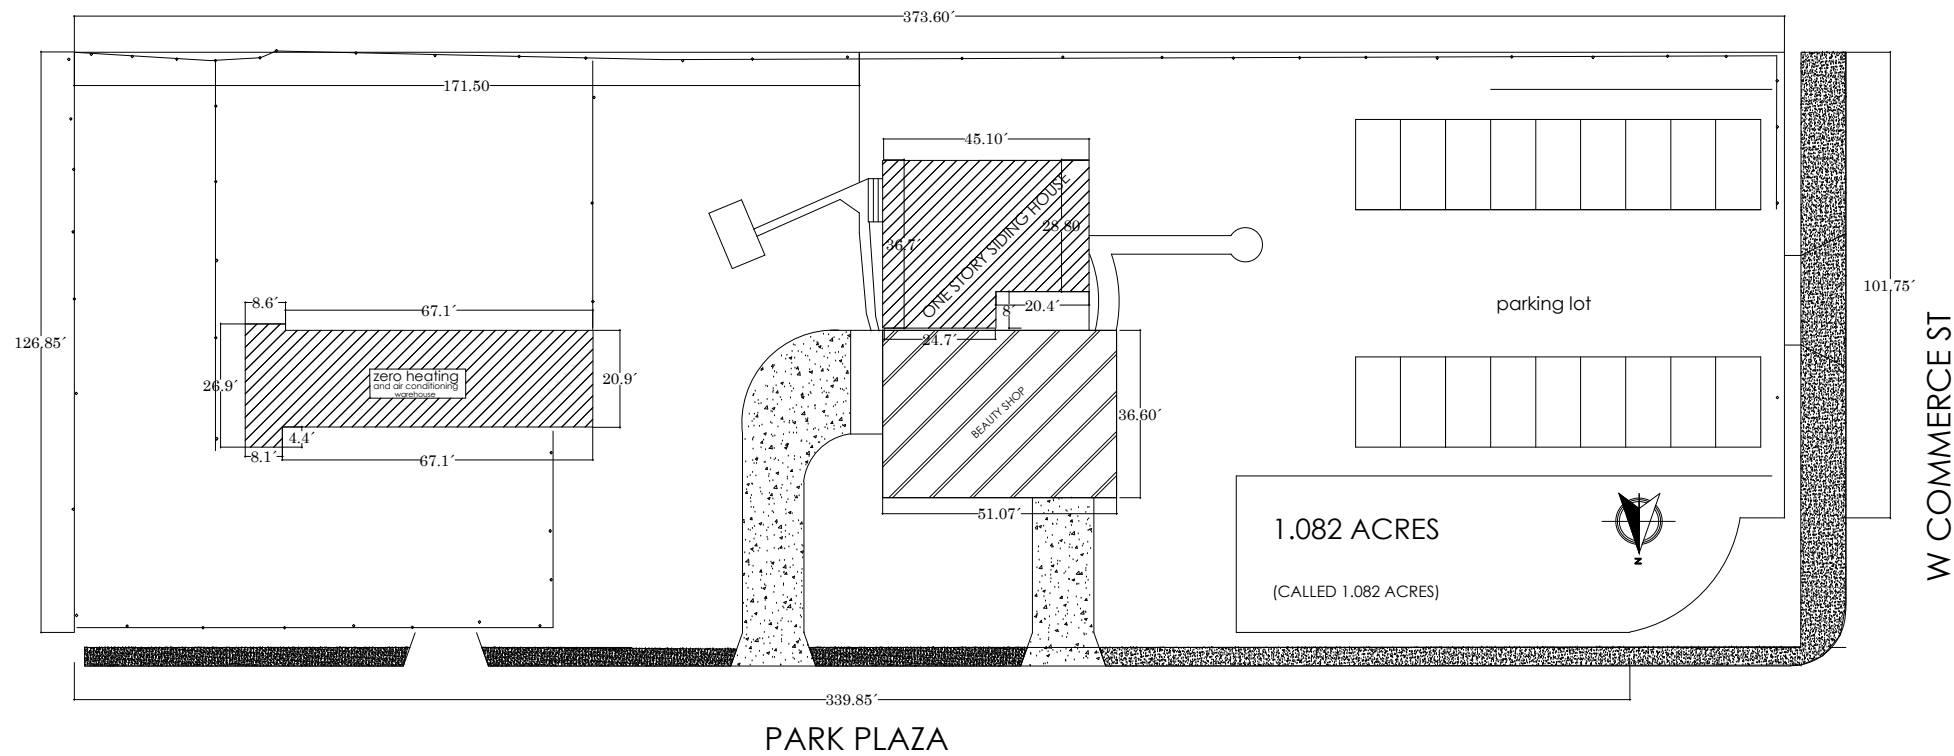 373.60´
171.50
45.10´
ONE STORY SIDING HOUSE
28.80
36.7´
101.75´
8.6´
67.1´
8´
20.4´
parking lot
126.85´
24.7´
26.9´
zero heating
and air conditioning
warehouse
20.9´
BEAUTY SHOP
36.60´
W COMMERCE ST
4.4´
8.1´
67.1´
51.07´
1.082 ACRES
N
(CALLED 1.082 ACRES)
339.85´
PARK PLAZA